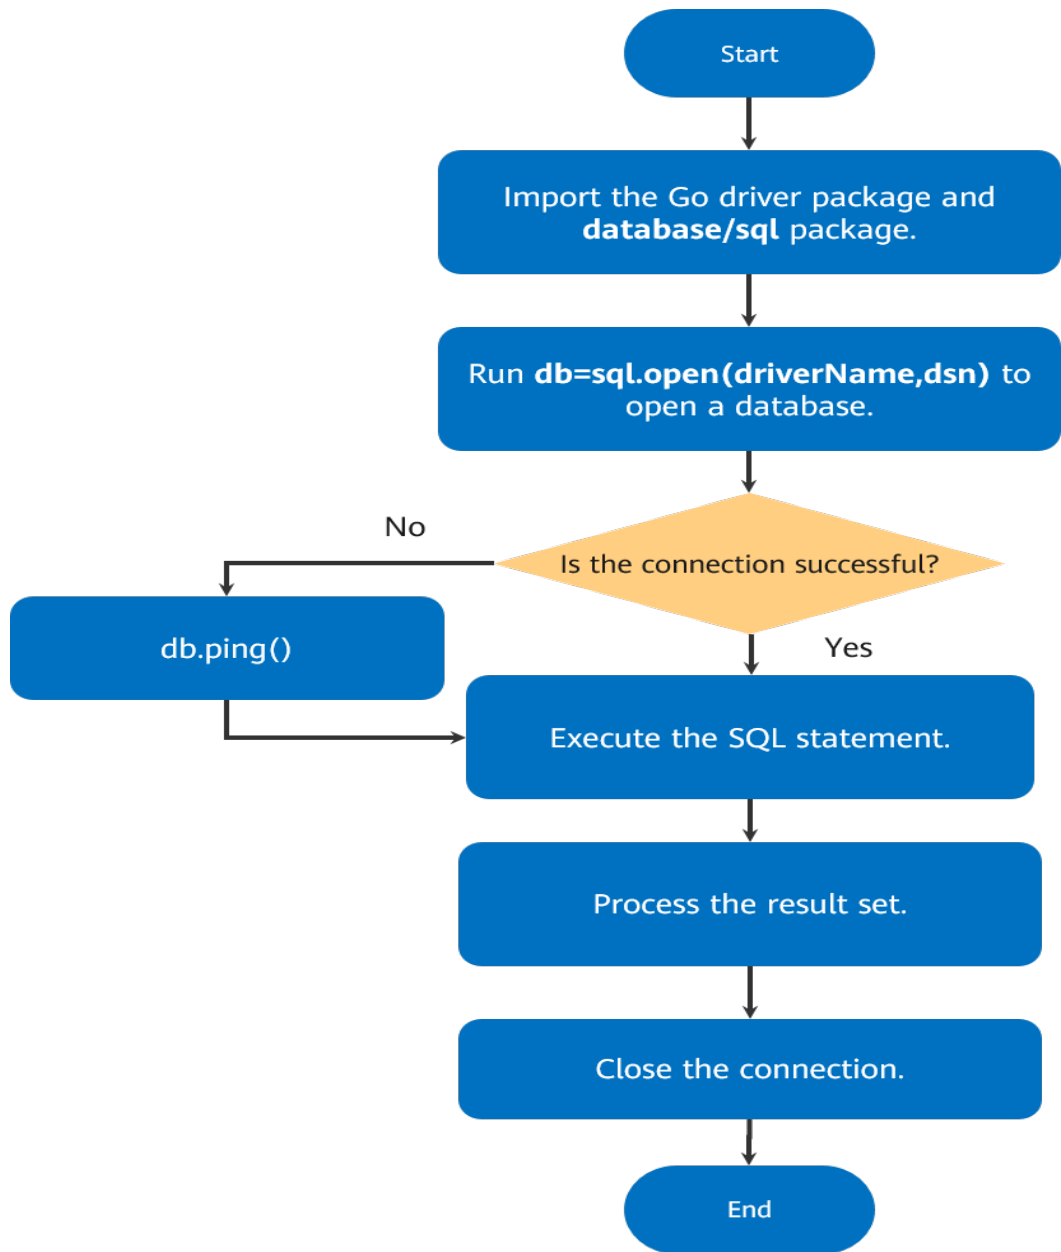 Start
Import the Go driver package and
database/sql package.
Run db=sql.open(driverName,dsn) to
open a database.
Is the connection successful?
No
db.ping()
Yes
Execute the SQL statement.
Process the result set.
Close the connection.
End